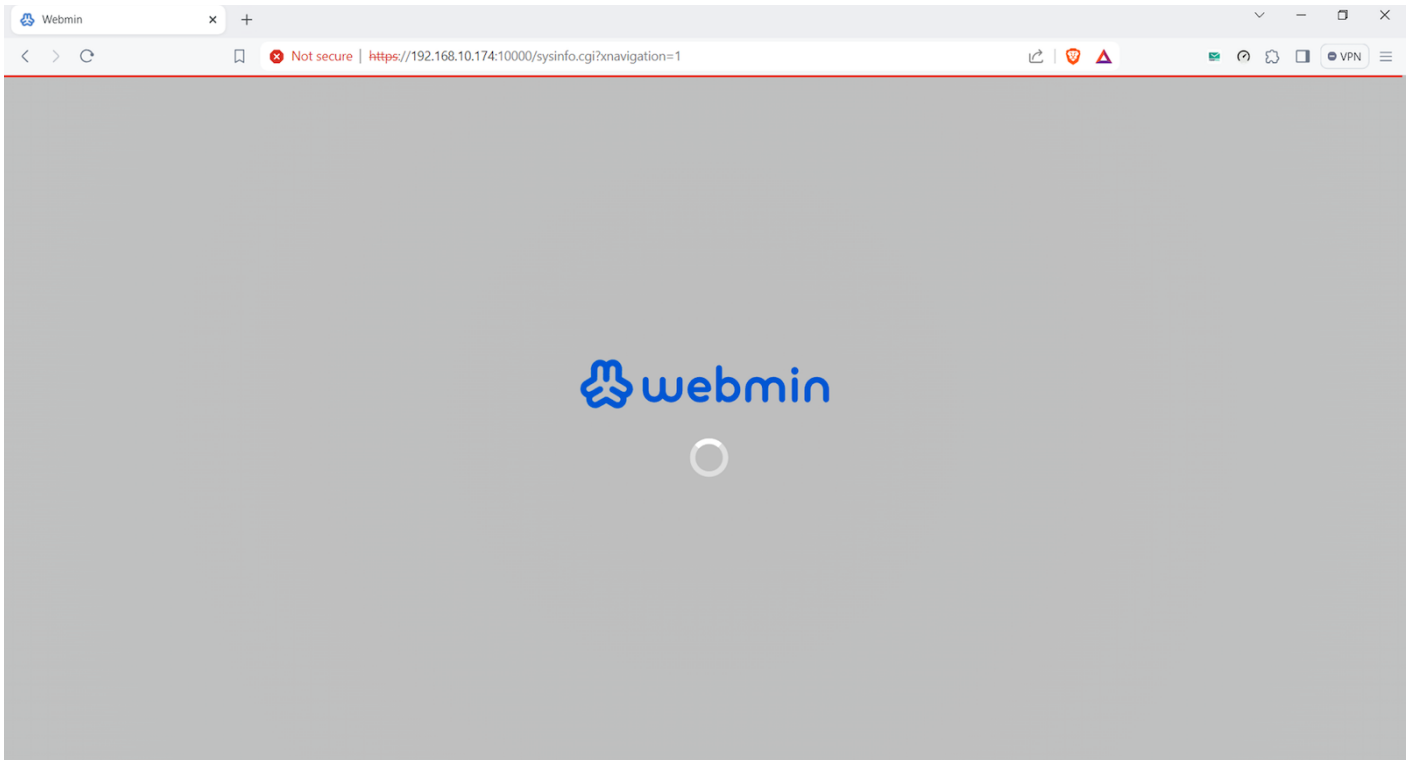 Webmin
Not secure | https://192.168.10.174:10000/sysinfo.cgi?xnavigation=1
VPN
webmin